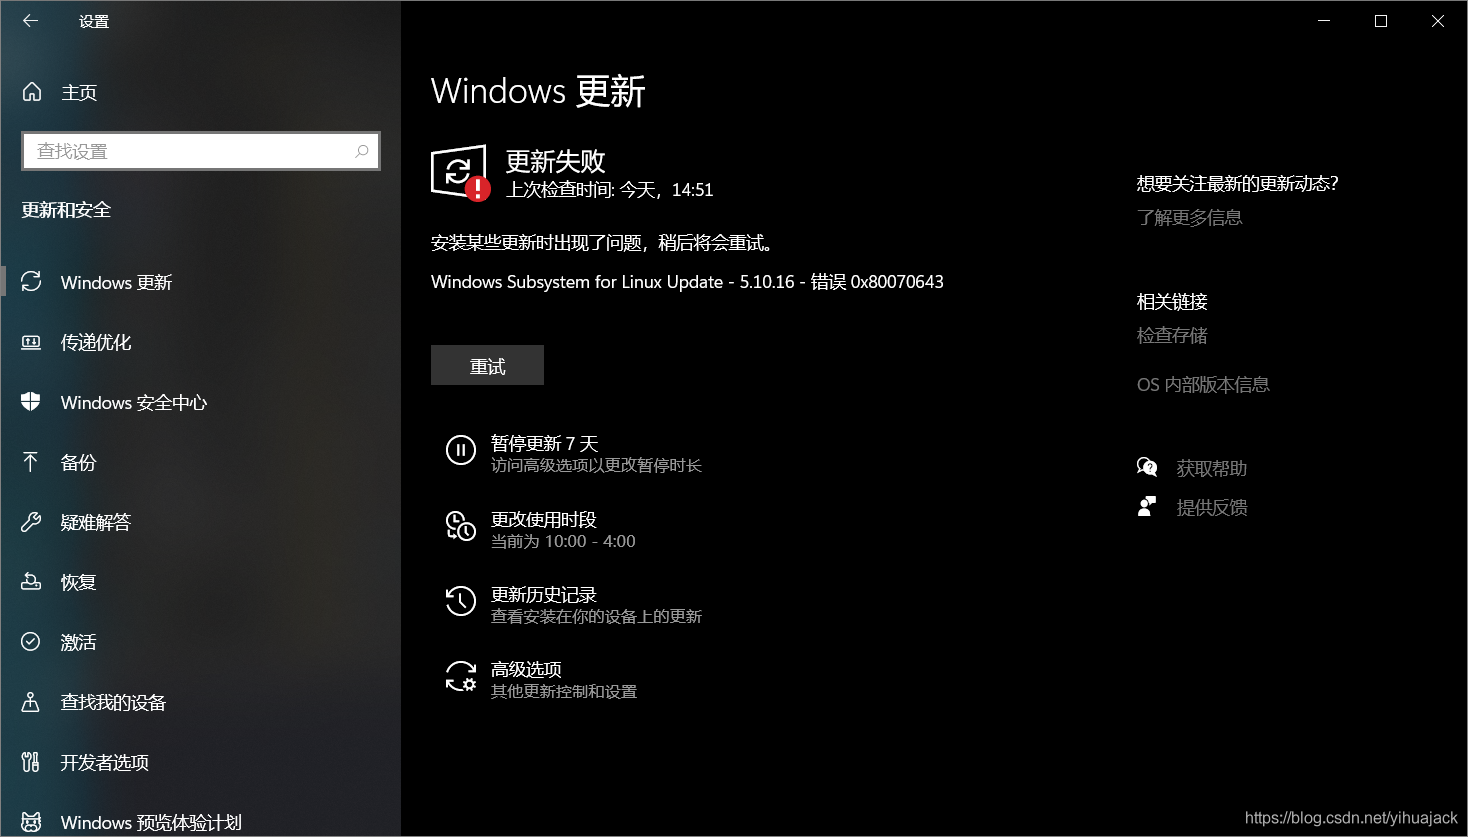 设置
主页
查找设置
更新和安全
Windows 更新
传递优化
Windows 安全中心
备份
疑难解答
恢复
激活
查找我的设备
开发者选项
Windows 预览体验计划
Windows 更新
更新失败
上次检查时间: 今天，14:51
安装某些更新时出现了问题，稍后将会重试。
Windows Subsystem for Linux Update - 5.10.16 - 错误 0x80070643
重试
暂停更新 7 天
访问高级选项以更改暂停时长
更改使用时段
当前为 10:00 - 4:00
更新历史记录
查看安装在你的设备上的更新
高级选项
其他更新控制和设置
想要关注最新的更新动态?
了解更多信息
相关链接
检查存储
OS 内部版本信息
获取帮助
提供反馈
https://blog.csdn.net/yihuajack